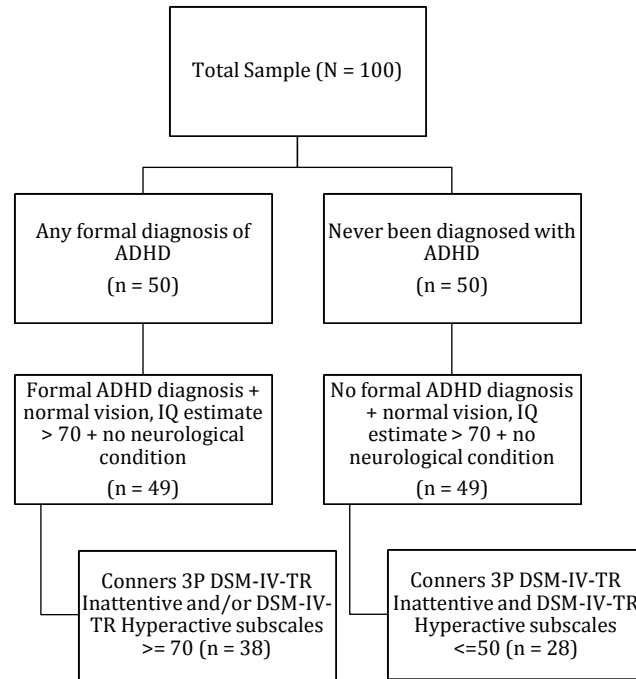 Total Sample (N = 100)
Any formal diagnosis of
ADHD
(n = 50)
Never been diagnosed with
ADHD
(n = 50)
Formal ADHD diagnosis +
normal vision, IQ estimate
> 70 + no neurological
condition
(n = 49)
No formal ADHD diagnosis
+ normal vision, IQ
estimate > 70 + no
neurological condition
(n = 49)
Conners 3P DSM-IV-TR
Inattentive and/or DSM-IV-
TR Hyperactive subscales
>= 70 (n = 38)
Conners 3P DSM-IV-TR
Inattentive and DSM-IV-TR
Hyperactive subscales
<=50 (n = 28)